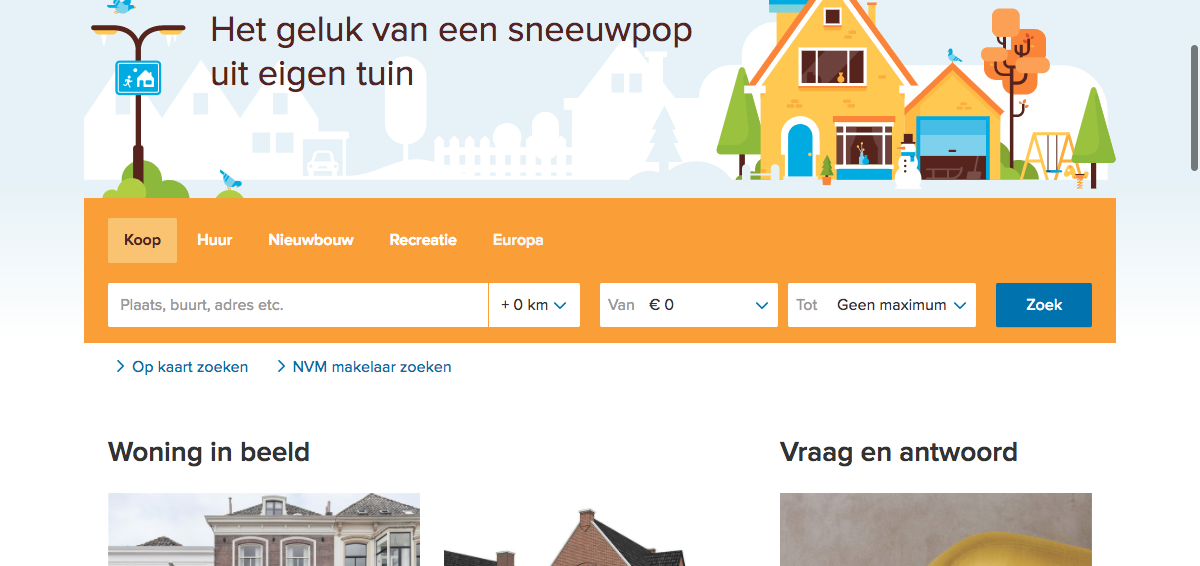 Het geluk van een sneeuwpop
uit eigen tuin
Koop Huur Nieuwbouw Recreatie Europa
Plaats, buurt, adres etc. + 0 km Van € 0 Tot Geen maximum Zoek
Op kaart zoeken NVM makelaar zoeken
Woning in beeld Vraag en antwoord